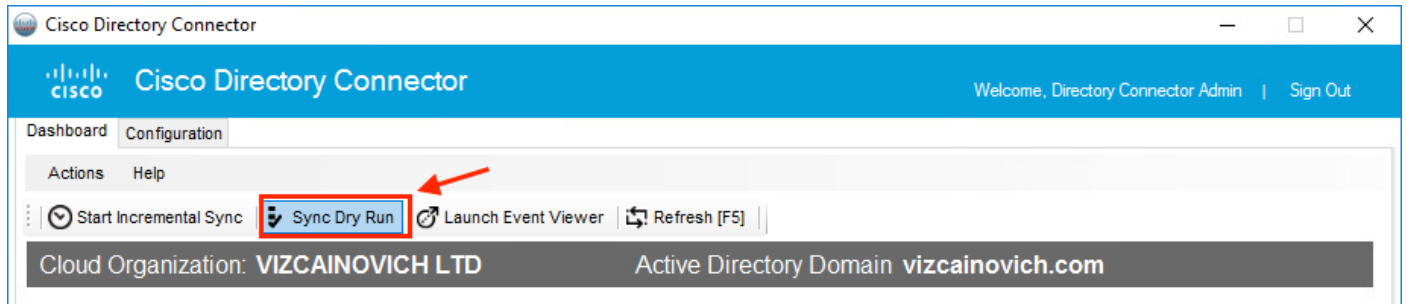 Cisco Directory Connector
CISCO Cisco Directory Connector Welcome, Directory Connector Admin | Sign Out
Dashboard Configuration
Actions Help
Start Incremental Sync Sync Dry Run Launch Event Viewer Refresh [F5]
Cloud Organization: VIZCAINOVICH LTD Active Directory Domain vizcainovich.com